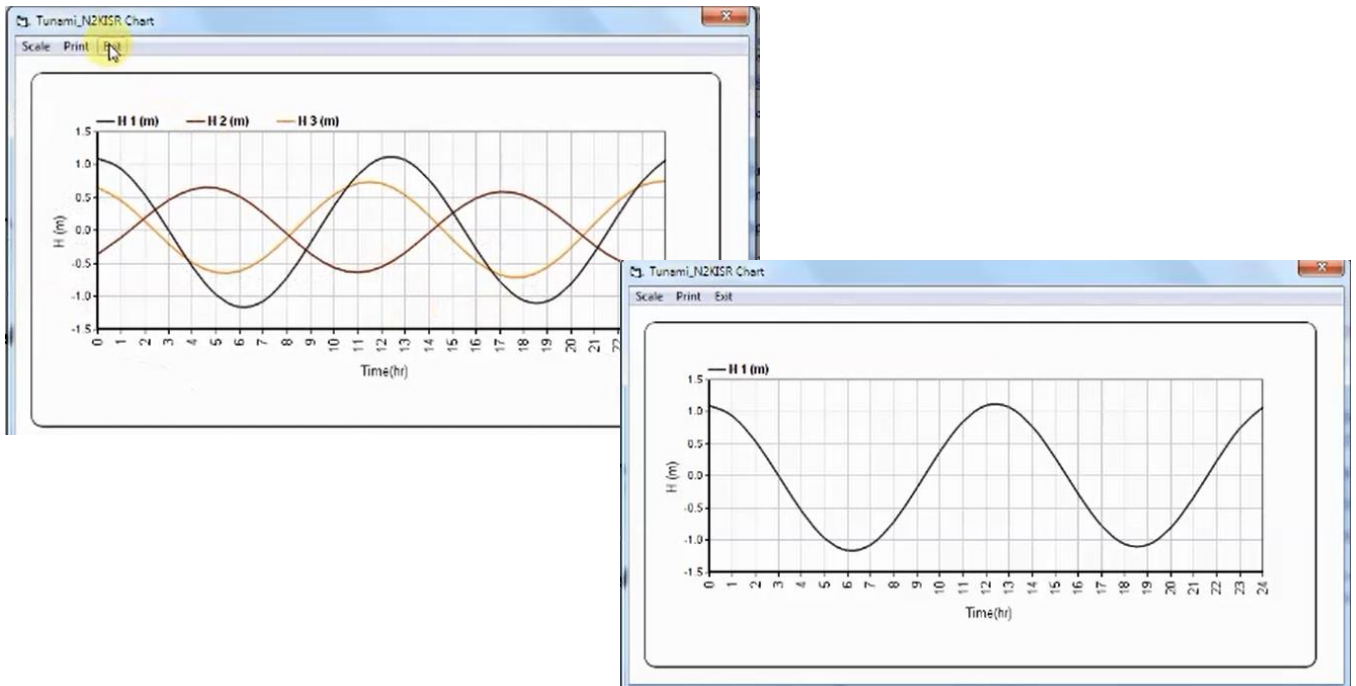 Tunami_N2KISR Chart
Scale Print Exit
H 1 (m) H 2 (m) H 3 (m)
1.5
1.0
0.5
0.0
-0.5
-1.0
-1.5
H (m)
0 1 2 3 4 5 6 7 8 9 10 11 12 13 14 15 16 17 18 19 20 21 22
Time(hr)
Tunami_N2KISR Chart
Scale Print Exit
H 1 (m)
1.5
1.0
0.5
0.0
-0.5
-1.0
-1.5
H (m)
0 1 2 3 4 5 6 7 8 9 10 11 12 13 14 15 16 17 18 19 20 21 22 23 24
Time(hr)